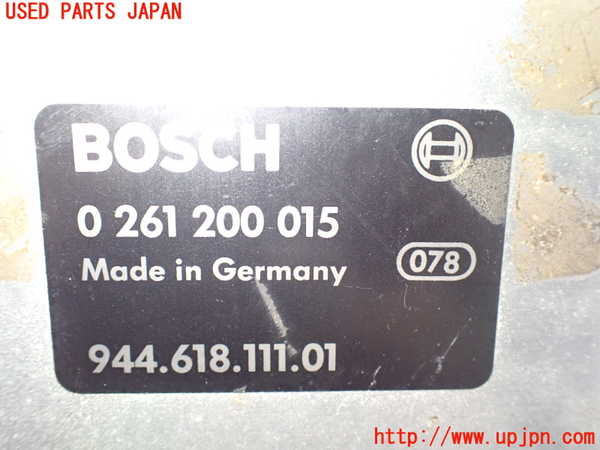 USED PARTS JAPAN
BOSCH
0 261 200 015
Made in Germany
078
944.618.111.01
http://www.upjpn.com/